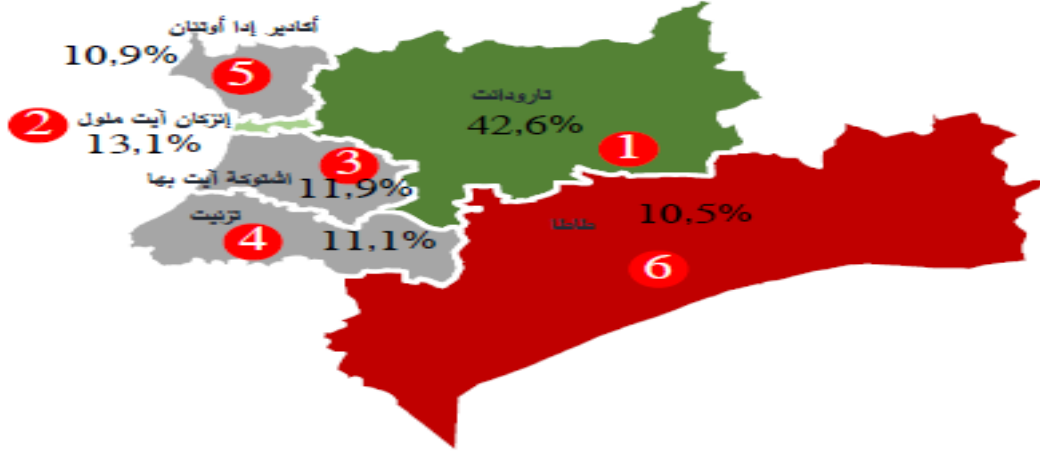 أكادير إدا أوتنان
10,9%
5
تارودانت
42,6%
1
2
إنزكان آيت ملول
13,1%
3
اشتوكة آيت بها
11,9%
تزنيت
4
11,1%
طاطا
10,5%
6